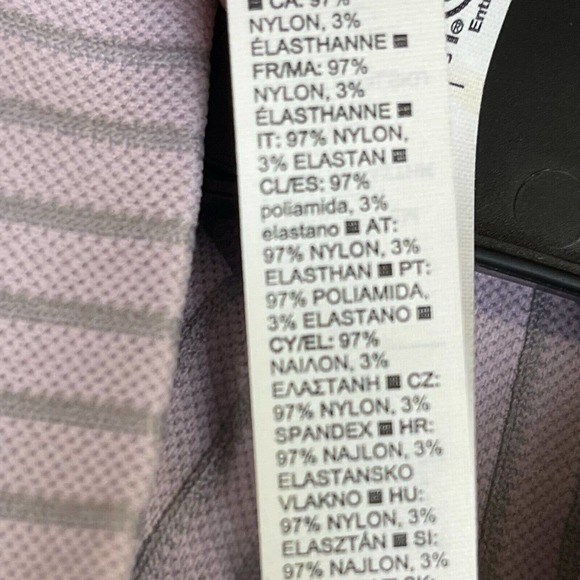 CA: 97%
NYLON, 3%
ÉLASTHANNE
FR/MA: 97%
NYLON, 3%
ÉLASTHANNE
IT: 97% NYLON,
3% ELASTAN
CL/ES: 97%
poliamida, 3%
elastano AT:
97% NYLON, 3%
ELASTHAN PT:
97% POLIAMIDA,
3% ELASTANO
CY/EL: 97%
ΝΑΙΛΟΝ, 3%
ΕΛΑΣΤΑΝΗ CZ:
97% NYLON, 3%
SPANDEX HR:
97% NAJLON, 3%
ELASTANSKO
VLAKNO HU:
97% NYLON, 3%
ELASZTÁN SI:
97% NAJLON, 3%